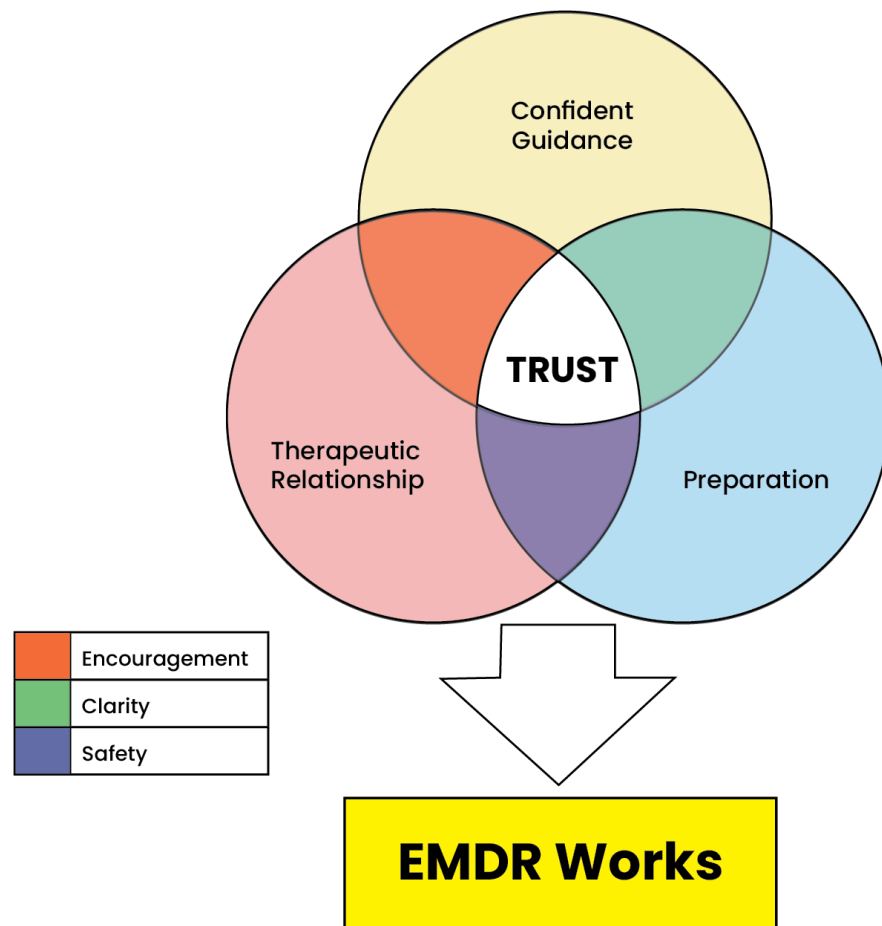 Confident
Guidance
TRUST
Therapeutic
Relationship
Preparation
Encouragement
Clarity
Safety
EMDR Works